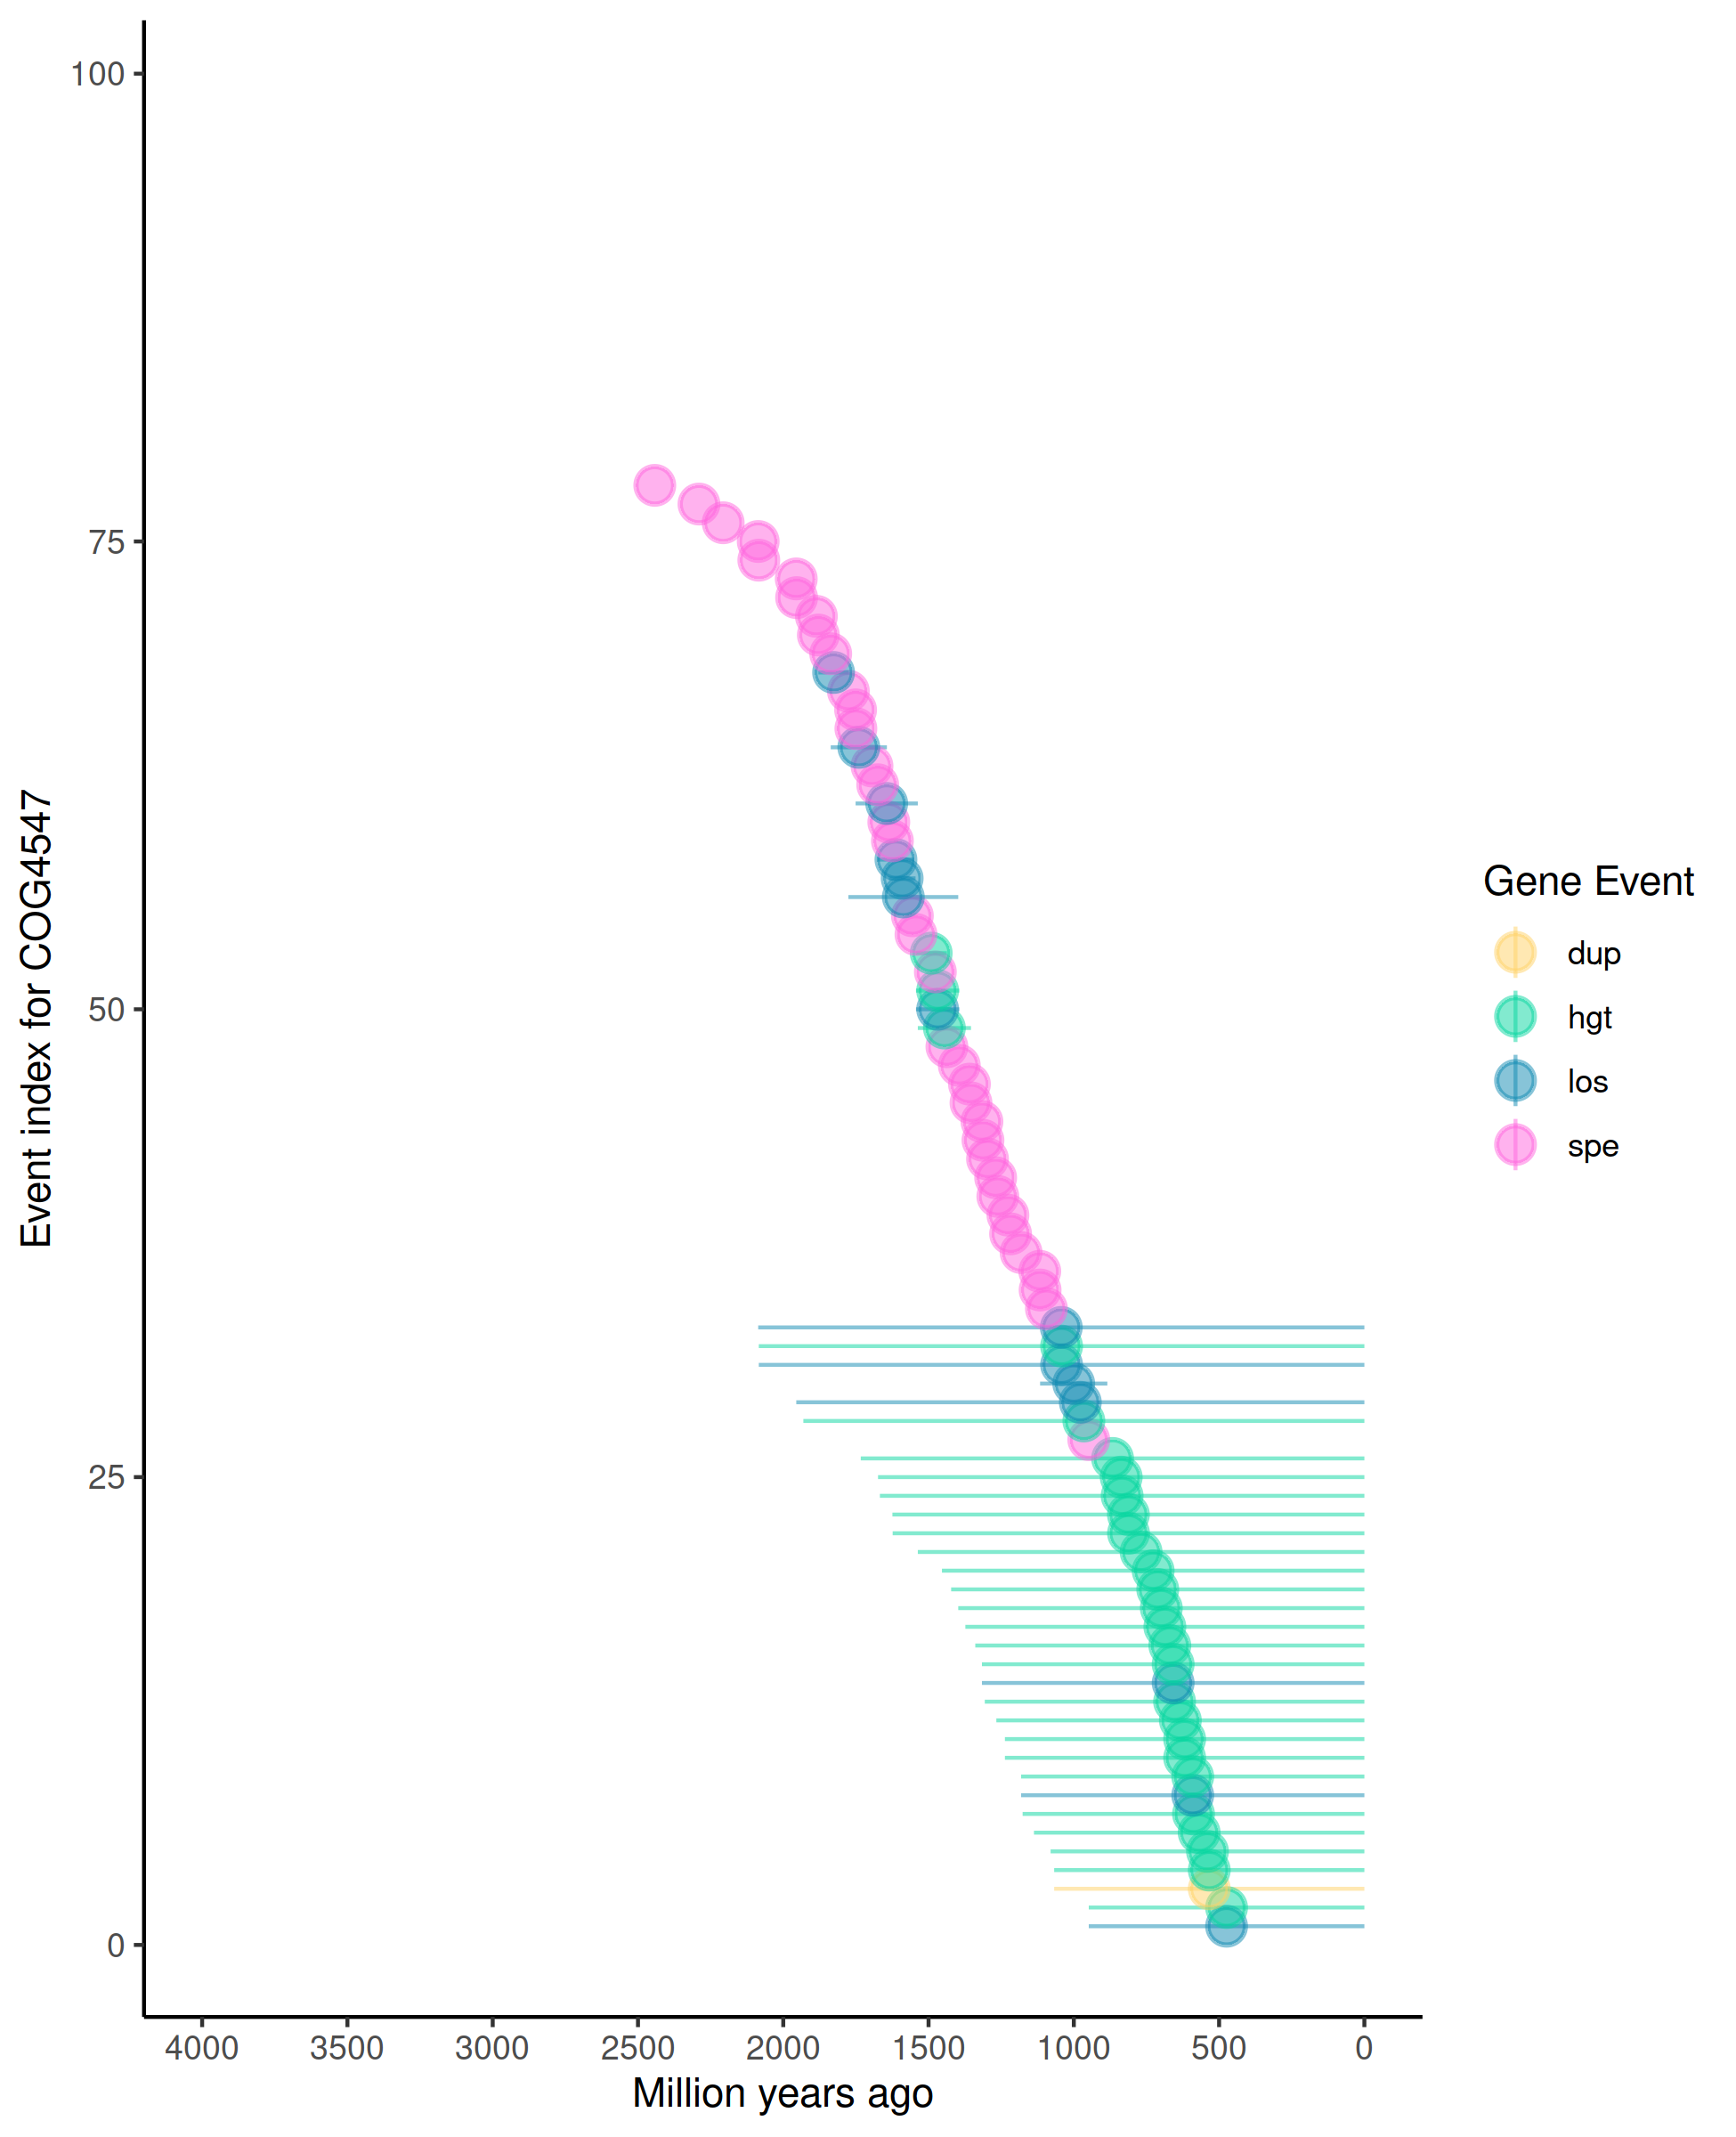 100
75
50
25
0
Event index for COG4547
4000 3500 3000 2500 2000 1500 1000 500 0
Million years ago
Gene Event
dup
hgt
los
spe